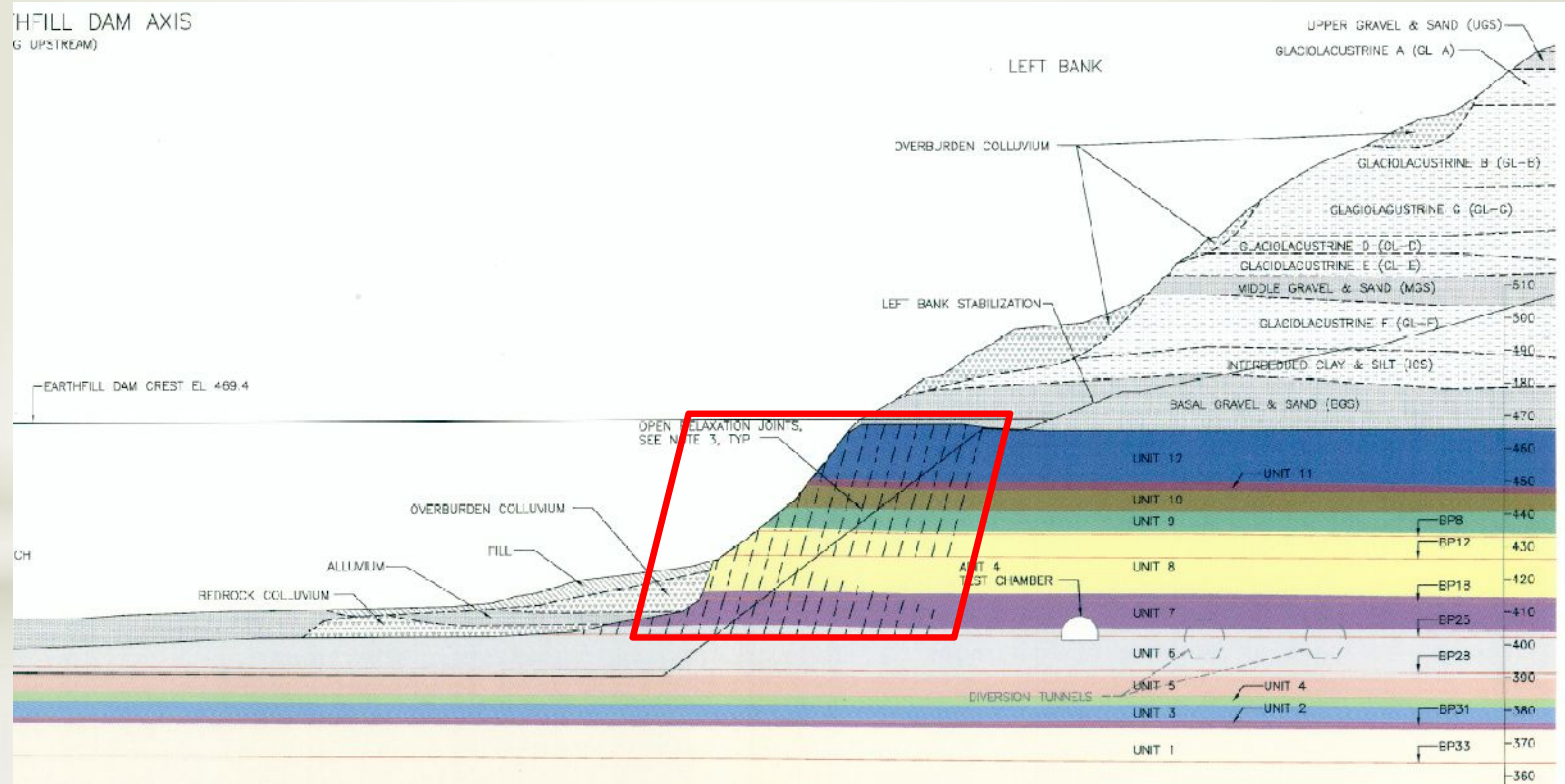 THFILL DAM AXIS
G UPSTREAM)
LEFT BANK
UPPER GRAVEL & SAND (UGS)
GLACIOLACUSTRINE A (GL A)
OVERBURDEN COLLUVIUM
GLACIOLACUSTRINE B (GL-B)
GLACIOLACUSTRINE C (GL-C)
GLACIOLACUSTRINE D (GL-D)
GLACIOLACUSTRINE E (GL-E)
MIDDLE GRAVEL & SAND (MGS)
510
LEFT BANK STABILIZATION
500
GLACIOLACUSTRINE F (GL-F)
490
INTERBEDDED CLAY & SILT (ICS)
480
EARTHFILL DAM CREST EL 469.4
BASAL GRAVEL & SAND (BGS)
470
OPEN RELAXATION JOINTS,
SEE NOTE 3, TYP
460
UNIT 12
UNIT 11
450
UNIT 10
OVERBURDEN COLLUVIUM
440
UNIT 9
BP8
BP12
430
FILL
CH
ALLUVIUM
ADIT 4
TEST CHAMBER
UNIT 8
420
BP18
BEDROCK COLLUVIUM
UNIT 7
410
BP25
400
UNIT 6
BP28
390
UNIT 5
UNIT 4
DIVERSION TUNNELS
UNIT 3
UNIT 2
BP31
380
370
UNIT 1
BP33
360